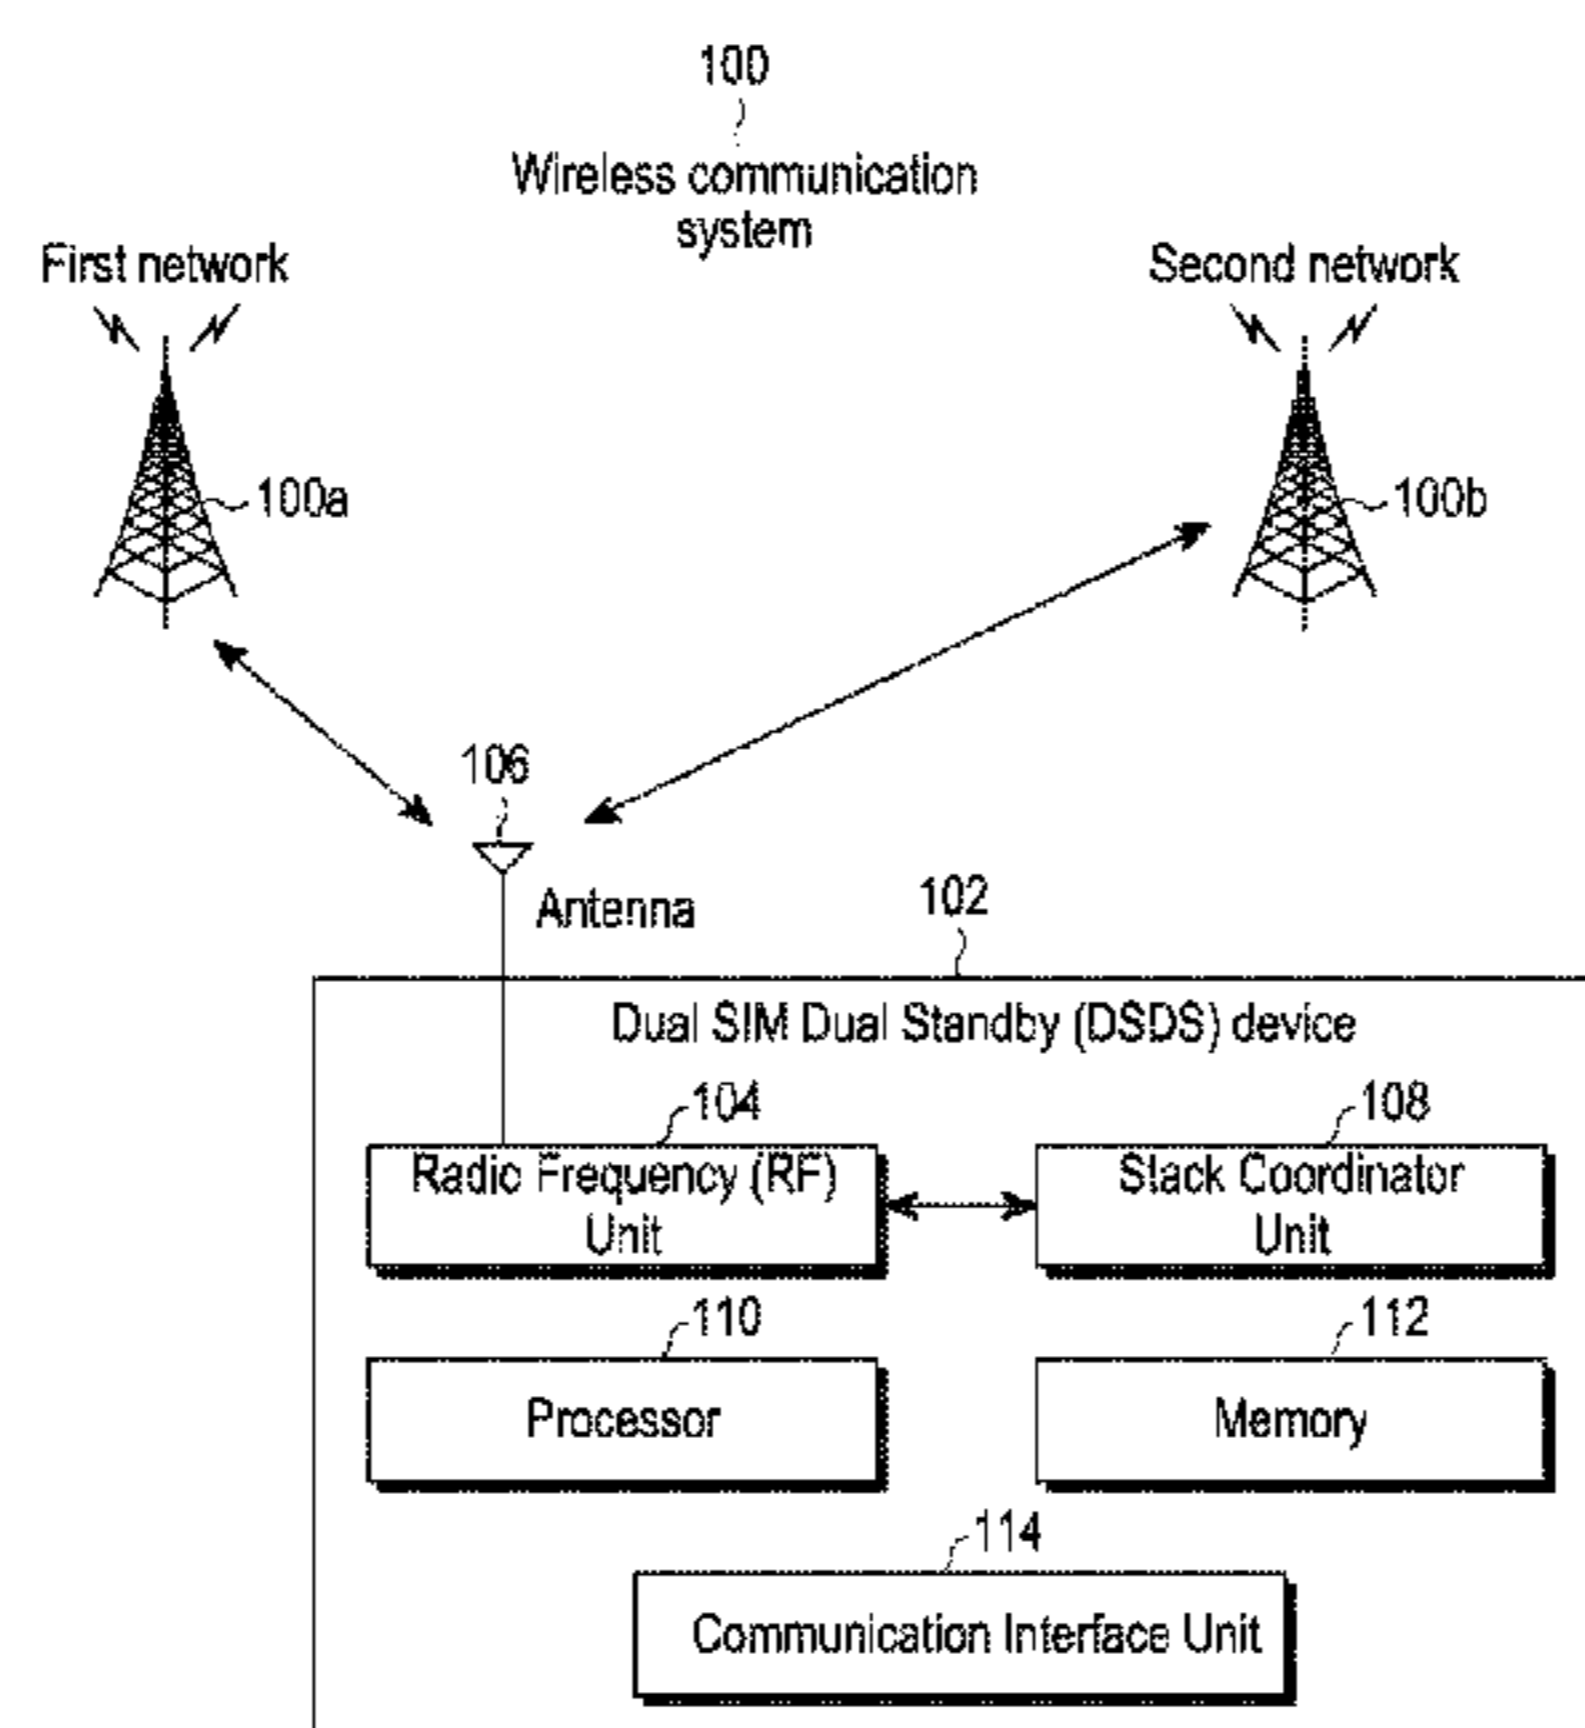 100
Wireless communication
system
First network
Second network
100a
100b
106
Antenna
102
Dual SIM Dual Standby (DSDS) device
104
108
Radio Frequency (RF)
Unit
Stack Coordinator
Unit
110
112
Processor
Memory
114
Communication Interface Unit